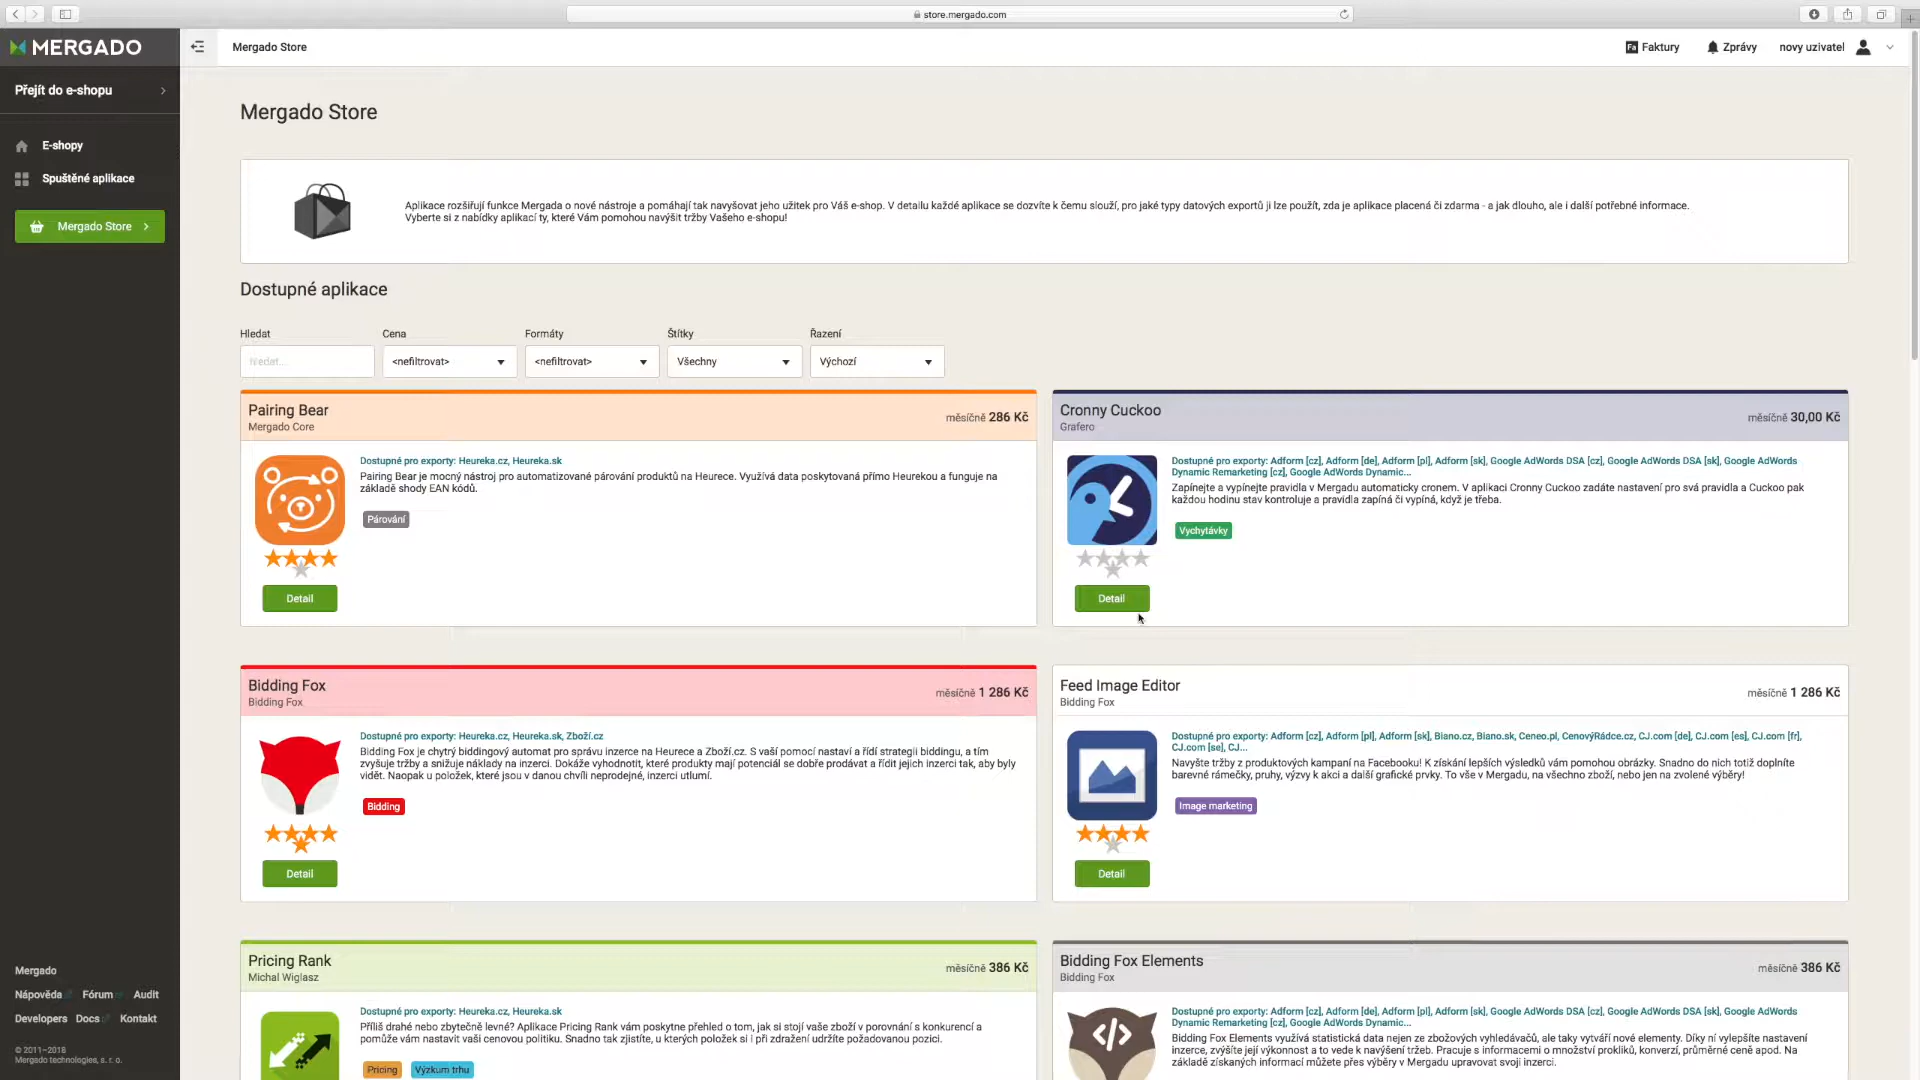 store.mergado.com
MERGADO
Mergado Store
Faktury
Zprávy
novy uzivatel
Přejít do e-shopu
E-shopy
Spuštěné aplikace
Mergado Store
Mergado Store
Aplikace rozšiřují funkce Mergada o nové nástroje a pomáhají tak navyšovat jeho užitek pro Váš e-shop. V detailu každé aplikace se dozvíte k čemu slouží, pro jaké typy datových exportů ji lze použít, zda je aplikace placená či zdarma - a jak dlouho, ale i další potřebné informace.
Vyberte si z nabídky aplikací ty, které Vám pomohou navýšit tržby Vašeho e-shopu!
Dostupné aplikace
Hledat
Cena
Formáty
Štítky
Řazení
Hledat...
<nefiltrovat>
<nefiltrovat>
Všechny
Výchozí
Pairing Bear
Mergado Core
měsíčně 286 Kč
Dostupné pro exporty: Heureka.cz, Heureka.sk
Pairing Bear je mocný nástroj pro automatizované párování produktů na Heurece. Využívá data poskytovaná přímo Heurekou a funguje na
základě shody EAN kódů.
Párování
Detail
Cronny Cuckoo
Grafero
měsíčně 30,00 Kč
Dostupné pro exporty: Adform [cz], Adform [de], Adform [pl], Adform [sk], Google AdWords DSA [cz], Google AdWords DSA [sk], Google AdWords
Dynamic Remarketing [cz], Google AdWords Dynamic...
Zapínejte a vypínejte pravidla v Mergadu automaticky cronem. V aplikaci Cronny Cuckoo zadáte nastavení pro svá pravidla a Cuckoo pak
každou hodinu stav kontroluje a pravidla zapíná či vypíná, když je třeba.
Vychytávky
Detail
Bidding Fox
Bidding Fox
měsíčně 1 286 Kč
Dostupné pro exporty: Heureka.cz, Heureka.sk, Zboží.cz
Bidding Fox je chytrý biddingový automat pro správu inzerce na Heurece a Zboží.cz. S vaší pomocí nastaví a řídí strategii biddingu, a tím
zvyšuje tržby a snižuje náklady na inzerci. Dokáže vyhodnotit, které produkty mají potenciál se dobře prodávat a řídit jejich inzerci tak, aby byly
vidět. Naopak u položek, které jsou v danou chvíli neprodejné, inzerci utlumí.
Bidding
Detail
Feed Image Editor
Bidding Fox
měsíčně 1 286 Kč
Dostupné pro exporty: Adform [cz], Adform [pl], Adform [sk], Biano.cz, Biano.sk, Ceneo.pl, CenovýRádce.cz, CJ.com [de], CJ.com [es], CJ.com [fr],
CJ.com [se], CJ...
Navyšte tržby z produktových kampaní na Facebooku! K získání lepších výsledků vám pomohou obrázky. Snadno do nich totiž doplníte
barevné rámečky, pruhy, výzvy k akci a další grafické prvky. To vše v Mergadu, na všechno zboží, nebo jen na zvolené výběry!
Image marketing
Detail
Pricing Rank
Michal Wiglasz
měsíčně 386 Kč
Dostupné pro exporty: Heureka.cz, Heureka.sk
Příliš drahé nebo zbytečně levné? Aplikace Pricing Rank vám poskytne přehled o tom, jak si stojí vaše zboží v porovnání s konkurencí a
pomůže vám nastavit vaši cenovou politiku. Snadno tak zjistíte, u kterých položek si i při zdražení udržíte požadovanou pozici.
Pricing
Výzkum trhu
Bidding Fox Elements
Bidding Fox
měsíčně 386 Kč
Dostupné pro exporty: Adform [cz], Adform [de], Adform [pl], Adform [sk], Google AdWords DSA [cz], Google AdWords DSA [sk], Google AdWords
Dynamic Remarketing [cz], Google AdWords Dynamic...
Bidding Fox Elements využívá statistická data nejen ze zbožových vyhledávačů, ale taky vytváří nové elementy. Díky ní vylepšíte nastavení
inzerce, zvýšíte její výkonnost a to vede k navýšení tržeb. Pracuje s informacemi o množství prokliků, konverzí, průměrné ceně apod. Na
základě získaných informací můžete přes výběry v Mergadu upravovat svoji inzerci.
Mergado
Nápověda
Fórum
Audit
Developers
Docs
Kontakt
© 2011–2018
Mergado technologies, s. r. o.